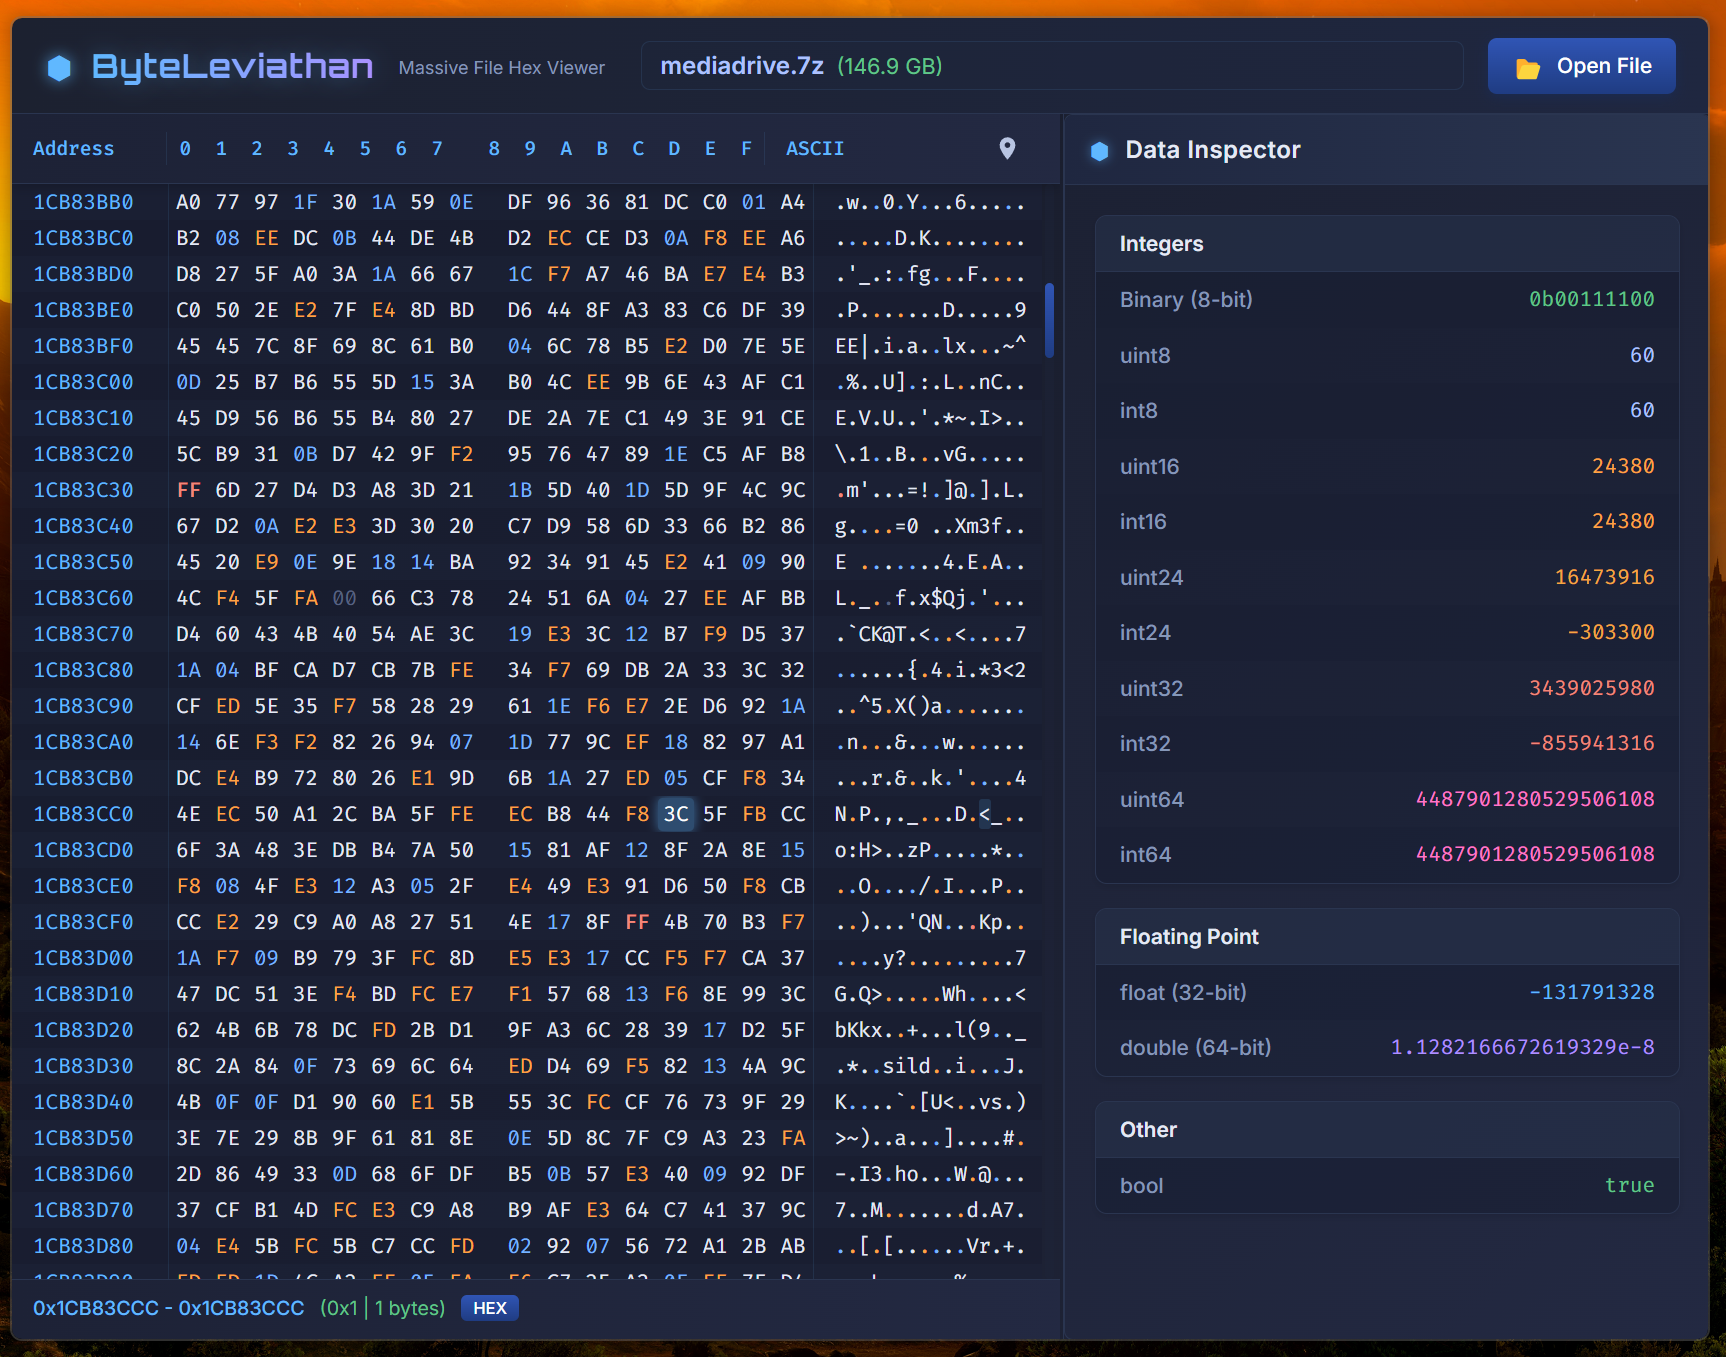 ByteLeviathan Massive File Hex Viewer mediadrive.7z (146.9 GB) Open File
Address 0 1 2 3 4 5 6 7 8 9 A B C D E F ASCII
1CB83BB0 A0 77 97 1F 30 1A 59 0E DF 96 36 81 DC C0 01 A4 .w..0.Y...6.....
1CB83BC0 B2 08 EE DC 0B 44 DE 4B D2 EC CE D3 0A F8 EE A6 .....D.K........
1CB83BD0 D8 27 5F A0 3A 1A 66 67 1C F7 A7 46 BA E7 E4 B3 .'_.:.fg...F....
1CB83BE0 C0 50 2E E2 7F E4 8D BD D6 44 8F A3 83 C6 DF 39 .P.......D.....9
1CB83BF0 45 45 7C 8F 69 8C 61 B0 04 6C 78 B5 E2 D0 7E 5E EE|.i.a..lx...~^
1CB83C00 0D 25 B7 B6 55 5D 15 3A B0 4C EE 9B 6E 43 AF C1 .%..U].:.L..nC..
1CB83C10 45 D9 56 B6 55 B4 80 27 DE 2A 7E C1 49 3E 91 CE E.V.U..'.*~.I>..
1CB83C20 5C B9 31 0B D7 42 9F F2 95 76 47 89 1E C5 AF B8 \.1..B...vG.....
1CB83C30 FF 6D 27 D4 D3 A8 3D 21 1B 5D 40 1D 5D 9F 4C 9C .m'...=!.]@.].L.
1CB83C40 67 D2 0A E2 E3 3D 30 20 C7 D9 58 6D 33 66 B2 86 g....=0 ..Xm3f..
1CB83C50 45 20 E9 0E 9E 18 14 BA 92 34 91 45 E2 41 09 90 E .......4.E.A..
1CB83C60 4C F4 5F FA 00 66 C3 78 24 51 6A 04 27 EE AF BB L._..f.x$Qj.'...
1CB83C70 D4 60 43 4B 40 54 AE 3C 19 E3 3C 12 B7 F9 D5 37 .`CK@T.<..<....7
1CB83C80 1A 04 BF CA D7 CB 7B FE 34 F7 69 DB 2A 33 3C 32 ......{.4.i.*3<2
1CB83C90 CF ED 5E 35 F7 58 28 29 61 1E F6 E7 2E D6 92 1A ..^5.X()a.......
1CB83CA0 14 6E F3 F2 82 26 94 07 1D 77 9C EF 18 82 97 A1 .n...&...w......
1CB83CB0 DC E4 B9 72 80 26 E1 9D 6B 1A 27 ED 05 CF F8 34 ...r.&..k.'....4
1CB83CC0 4E EC 50 A1 2C BA 5F FE EC B8 44 F8 3C 5F FB CC N.P.,._...D.<_..
1CB83CD0 6F 3A 48 3E DB B4 7A 50 15 81 AF 12 8F 2A 8E 15 o:H>..zP.....*..
1CB83CE0 F8 08 4F E3 12 A3 05 2F E4 49 E3 91 D6 50 F8 CB ..O..../.I...P..
1CB83CF0 CC E2 29 C9 A0 A8 27 51 4E 17 8F FF 4B 70 B3 F7 ..)...'QN...Kp..
1CB83D00 1A F7 09 B9 79 3F FC 8D E5 E3 17 CC F5 F7 CA 37 ....y?.........7
1CB83D10 47 DC 51 3E F4 BD FC E7 F1 57 68 13 F6 8E 99 3C G.Q>.....Wh....<
1CB83D20 62 4B 6B 78 DC FD 2B D1 9F A3 6C 28 39 17 D2 5F bKkx..+...l(9.._
1CB83D30 8C 2A 84 0F 73 69 6C 64 ED D4 69 F5 82 13 4A 9C .*..sild..i...J.
1CB83D40 4B 0F 0F D1 90 60 E1 5B 55 3C FC CF 76 73 9F 29 K....`.[U<..vs.)
1CB83D50 3E 7E 29 8B 9F 61 81 8E 0E 5D 8C 7F C9 A3 23 FA >~)..a...]....#.
1CB83D60 2D 86 49 33 0D 68 6F DF B5 0B 57 E3 40 09 92 DF -.I3.ho...W.@...
1CB83D70 37 CF B1 4D FC E3 C9 A8 B9 AF E3 64 C7 41 37 9C 7..M.......d.A7.
1CB83D80 04 E4 5B FC 5B C7 CC FD 02 92 07 56 72 A1 2B AB ..[.[......Vr.+.
0x1CB83CCC - 0x1CB83CCC (0x1 | 1 bytes) HEX
Data Inspector
Integers
Binary (8-bit) 0b00111100
uint8 60
int8 60
uint16 24380
int16 24380
uint24 16473916
int24 -303300
uint32 3439025980
int32 -855941316
uint64 4487901280529506108
int64 4487901280529506108
Floating Point
float (32-bit) -131791328
double (64-bit) 1.1282166672619329e-8
Other
bool true